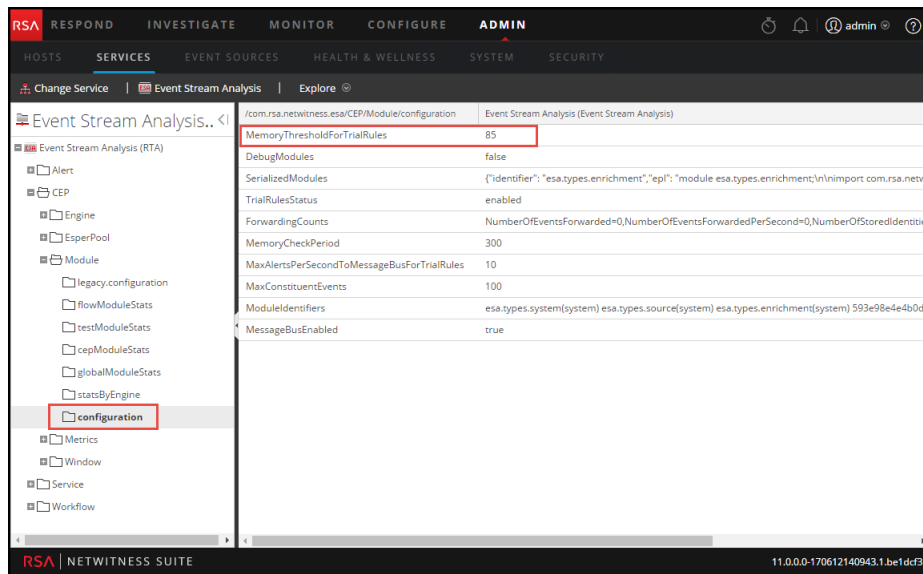 RSA RESPOND INVESTIGATE MONITOR CONFIGURE ADMIN admin
HOSTS SERVICES EVENT SOURCES HEALTH & WELLNESS SYSTEM SECURITY
Change Service | RSA Event Stream Analysis | Explore
Event Stream Analysis..
Event Stream Analysis (RTA)
Alert
CEP
Engine
EsperPool
Module
legacy.configuration
flowModuleStats
testModuleStats
cepModuleStats
globalModuleStats
statsByEngine
configuration
Metrics
Window
Service
Workflow
/com.rsa.netwitness.esa/CEP/Module/configuration Event Stream Analysis (Event Stream Analysis)
MemoryThresholdForTrialRules 85
DebugModules false
SerializedModules {"identifier": "esa.types.enrichment","epl": "module esa.types.enrichment;\n\nimport com.rsa.netw
TrialRulesStatus enabled
ForwardingCounts NumberOfEventsForwarded=0,NumberOfEventsForwardedPerSecond=0,NumberOfStoredIdentitie
MemoryCheckPeriod 300
MaxAlertsPerSecondToMessageBusForTrialRules 10
MaxConstituentEvents 100
ModuleIdentifiers esa.types.system(system) esa.types.source(system) esa.types.enrichment(system) 593e98e4e4b0d
MessageBusEnabled true
RSA | NETWITNESS SUITE 11.0.0.0-170612140943.1.be1dcf3